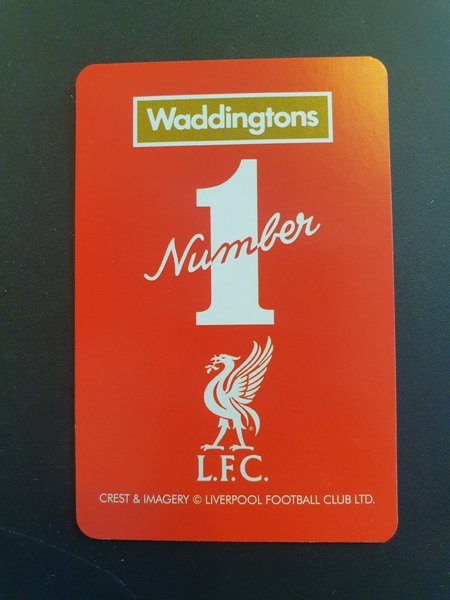 Waddingtons
1
Number
L.F.C.
CREST & IMAGERY © LIVERPOOL FOOTBALL CLUB LTD.